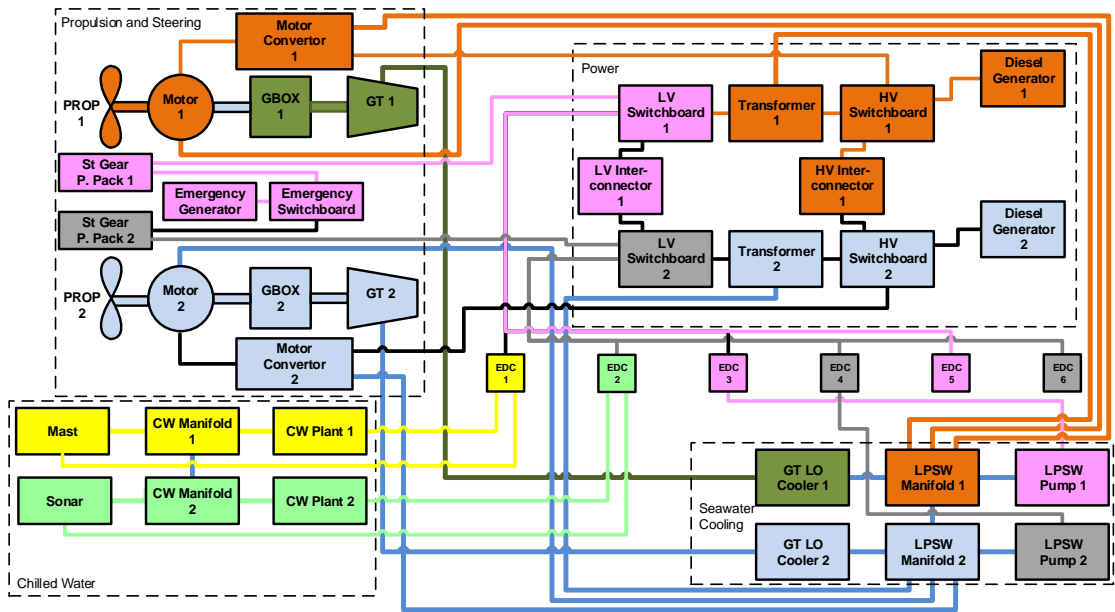 Propulsion and Steering
Motor
Convertor
1
PROP
1
Motor
1
GBOX
1
GT 1
St Gear
P. Pack 1
Emergency
Generator
Emergency
Switchboard
St Gear
P. Pack 2
PROP
2
Motor
2
GBOX
2
GT 2
Motor
Convertor
2
Power
LV
Switchboard
1
Transformer
1
HV
Switchboard
1
Diesel
Generator
1
LV Inter-
connector
1
HV Inter-
connector
1
LV
Switchboard
2
Transformer
2
HV
Switchboard
2
Diesel
Generator
2
EDC
1
EDC
2
EDC
3
EDC
4
EDC
5
EDC
6
Mast
CW Manifold
1
CW Plant 1
Sonar
CW Manifold
2
CW Plant 2
Chilled Water
GT LO
Cooler 1
LPSW
Manifold 1
LPSW
Pump 1
Seawater
Cooling
GT LO
Cooler 2
LPSW
Manifold 2
LPSW
Pump 2